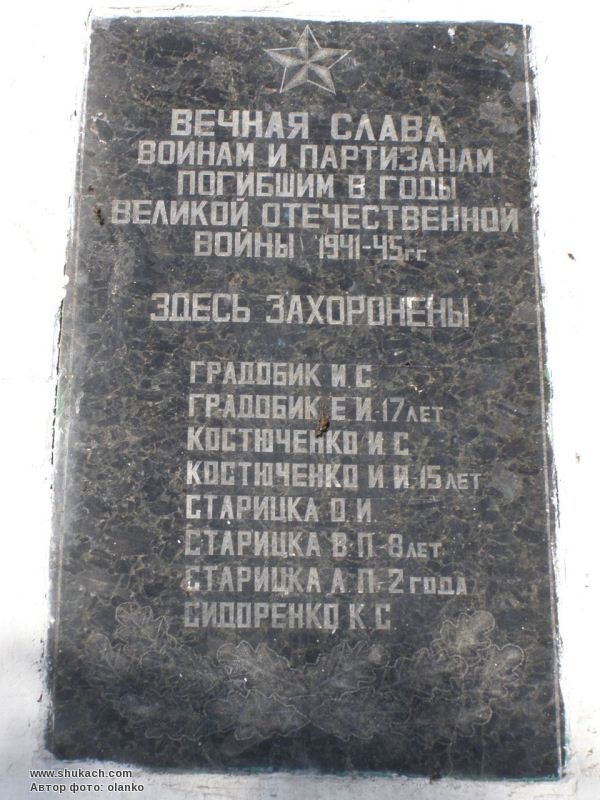 ВЕЧНАЯ СЛАВА
ВОИНАМ И ПАРТИЗАНАМ
ПОГИБШИМ В ГОДЫ
ВЕЛИКОЙ ОТЕЧЕСТВЕННОЙ
ВОЙНЫ 1941-45гг
ЗДЕСЬ ЗАХОРОНЕНЫ
ГРАДОБИК И.С
ГРАДОБИК Е.И-17 ЛЕТ
КОСТЮЧЕНКО И.С
КОСТЮЧЕНКО И.И-15 ЛЕТ
СТАРИЦКА О.И
СТАРИЦКА В.П-8 ЛЕТ
СТАРИЦКА А.П-2 ГОДА
СИДОРЕНКО К.С
www.shukach.com
Автор фото: olanko